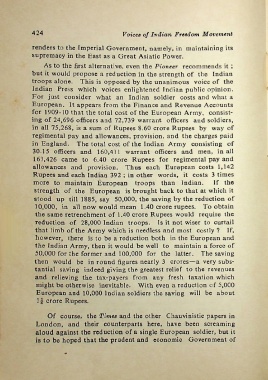 424 Voices of Indian Freedom Movement
renders to the Imperial Government, namely, in maintaining its
supremacy in the East as a Great Asiatic Power.
As to the first alternative, even the Pioneer recommends it ;
but it would propose a reduction in the strength of the Indian
troops alone. This is opposed by the unanimous voice of the
Indian Press which voices enlightened Indian public opinion.
For just consider what an Indian soldier costs and what a
European. It appears from the Finance and Revenue Accounts
for 1909-10 that the total cost of the European Army, consist-
ing of 24,696 officers and 72,739 warrant officers and soldiers,
in all 75,268, is a sum of Rupees 8.60 crore Rupees by way of
regimental pay and allowances, provision, and the charges paid
in England. The total cost of the Indian Army consisting of
30.15 officers and 160,411 warrant officers and men, in all
161,426 came to 6.40 crore Rupees for regimental pay and
allowances and provision. Thus each European costs 1,142
Rupees and each Indian 392 ; in other words, it costs 3 times
more to maintain European troops than Indian. If the
strength of the European is brought back to that at which it
stood up till 1885, say 50,000, the saving by the reduction of
10,000, in all now would mean 1.40 crore rupees. To obtain
the same retrenchment of 1.40 crore Rupees would require the
reduction of 28,000 Indian troops. Is it not wiser to curtail
that limb of the Army which is needless and most costly ? If,
however, there is to be a reduction both in the European and
the Indian Army, then it would be well to maintain a force of
50,000 for the former and 100,000 for the latter. The saving
then would be in round figures nearly 3 crores—a very subs-
tantial saving indeed giving the greatest relief to the revenues
and relieving the tax-payers from any fresh taxation which
might be otherwise inevitable. With even a reduction of 5,000
European and 10,000 Indian soldiers the saving will be about
crore Rupees.
Of course, the Times and the other Chauvinistic papers in
London, and their counterparts here, have been screaming
aloud against the reduction of a single European soldier, but it
is to be hoped that the prudent and economic Government of